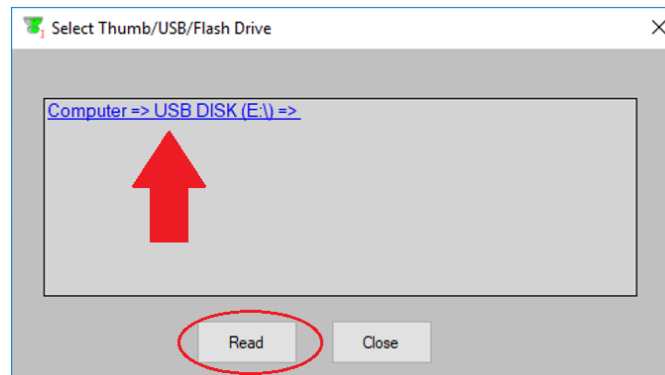 Select Thumb/USB/Flash Drive
Computer => USB DISK (E:\) =>
Read
Close